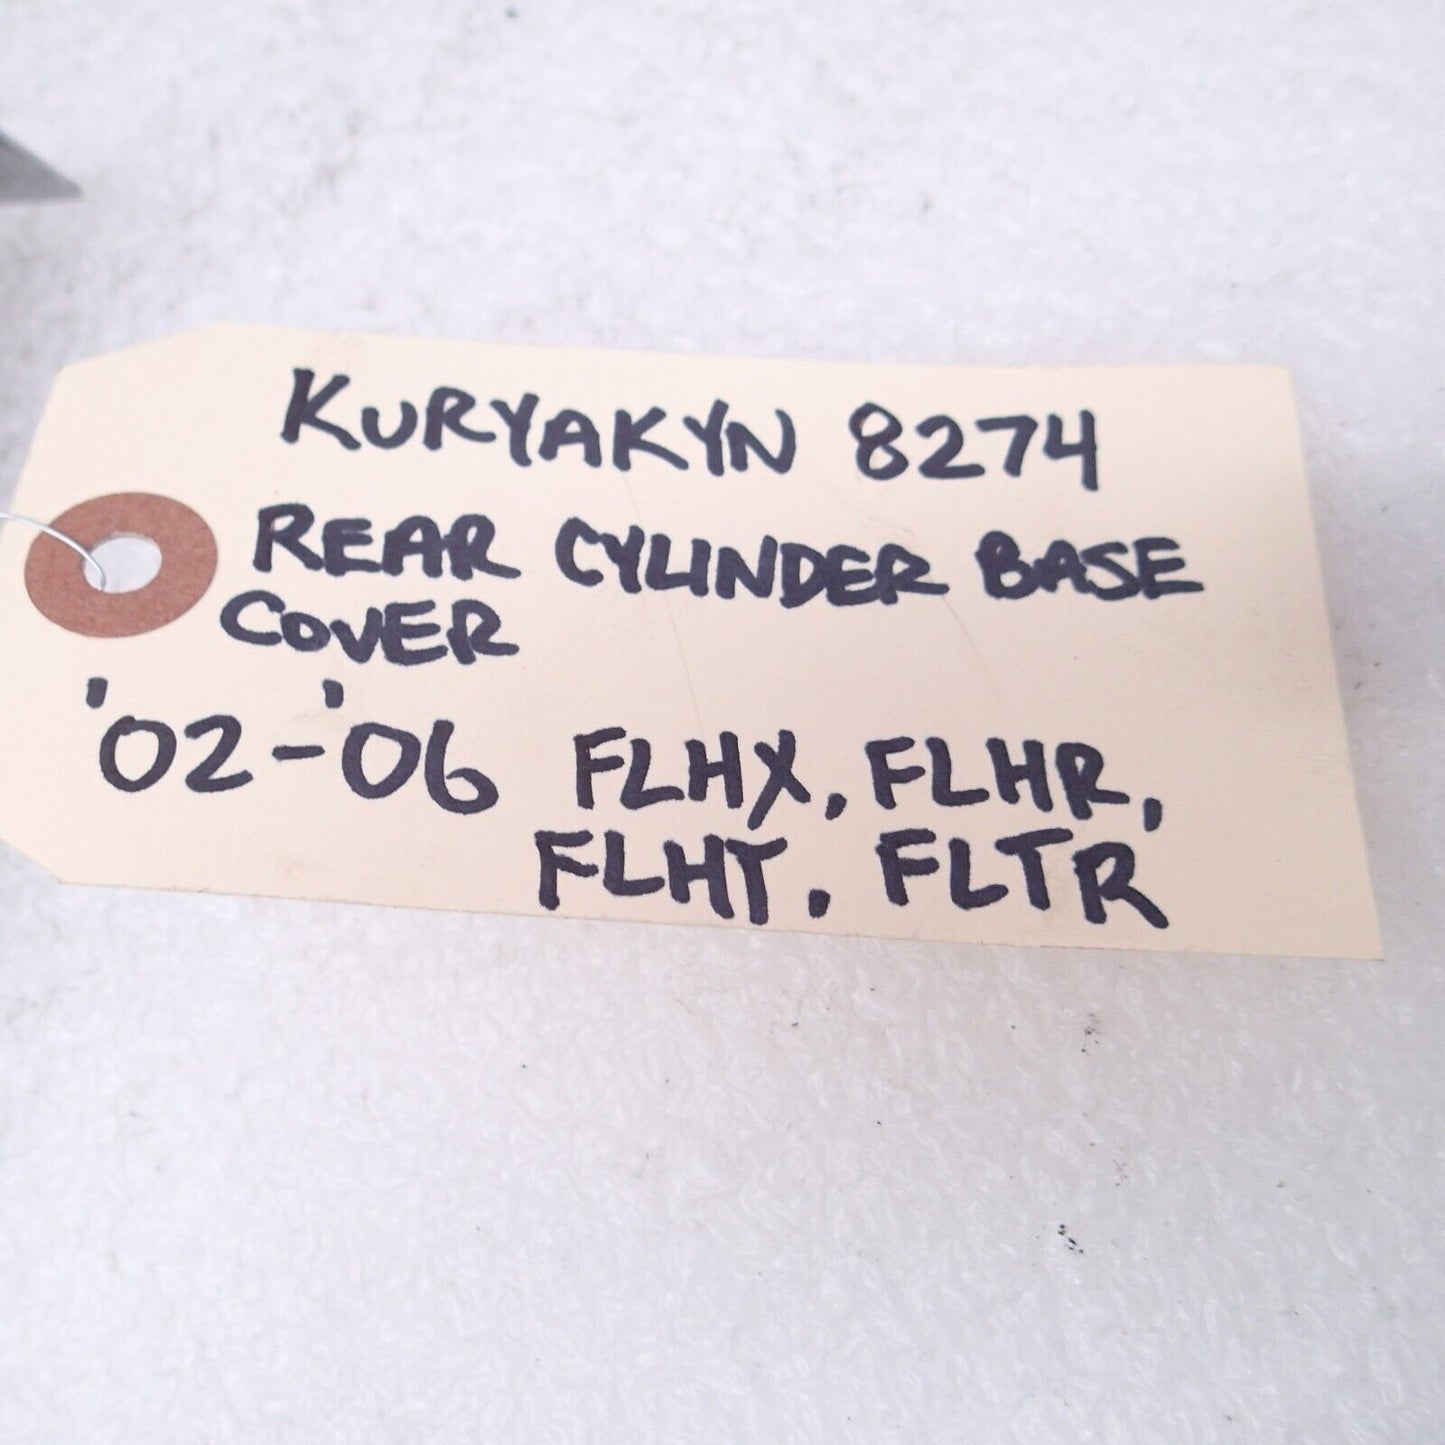 KURYAKYN 8274
REAR CYLINDER BASE
COVER
'02-'06 FLHX, FLHR,
FLHT, FLTR